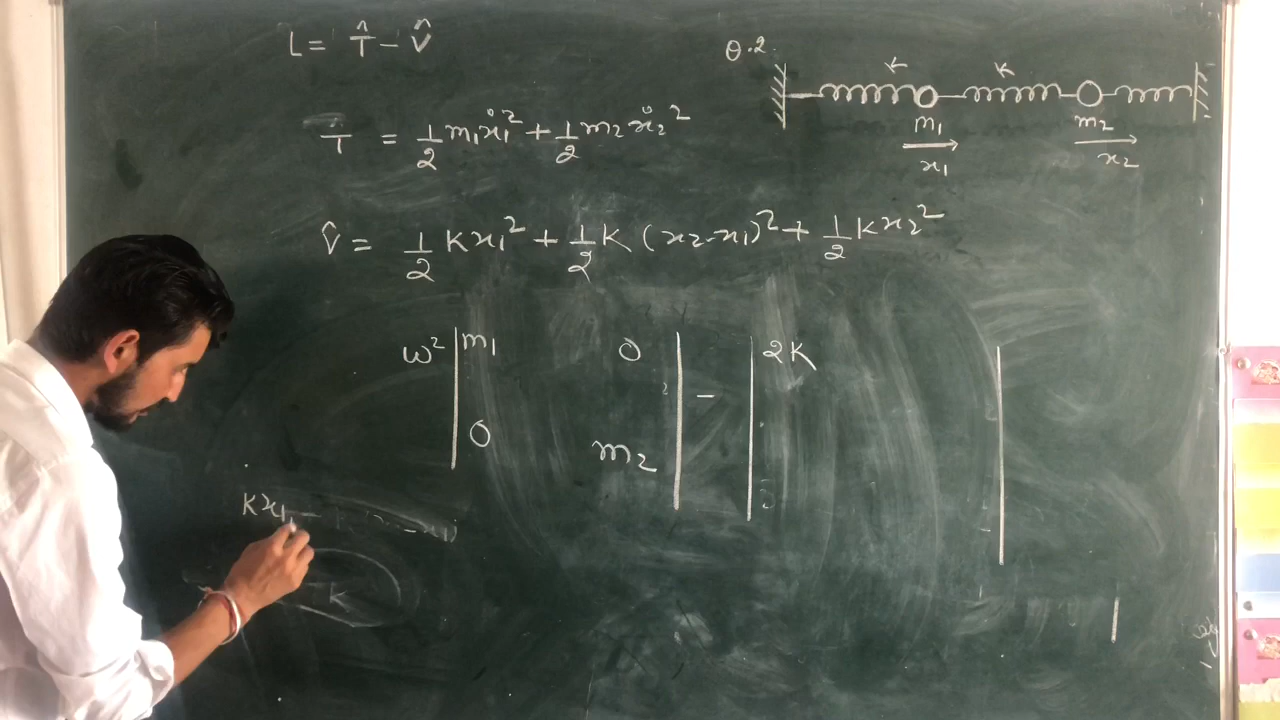 L = T̂ - V̂
θ.2
K K
m₁ m₂
x₁ x₂
T̂ = 1/2 m₁ẋ₁² + 1/2 m₂ẋ₂²
V̂ = 1/2 Kx₁² + 1/2 K (x₂-x₁)² + 1/2 Kx₂²
ω² | m₁ 0 | - | 2K |
| 0 m₂ |
Kx₁ -
K